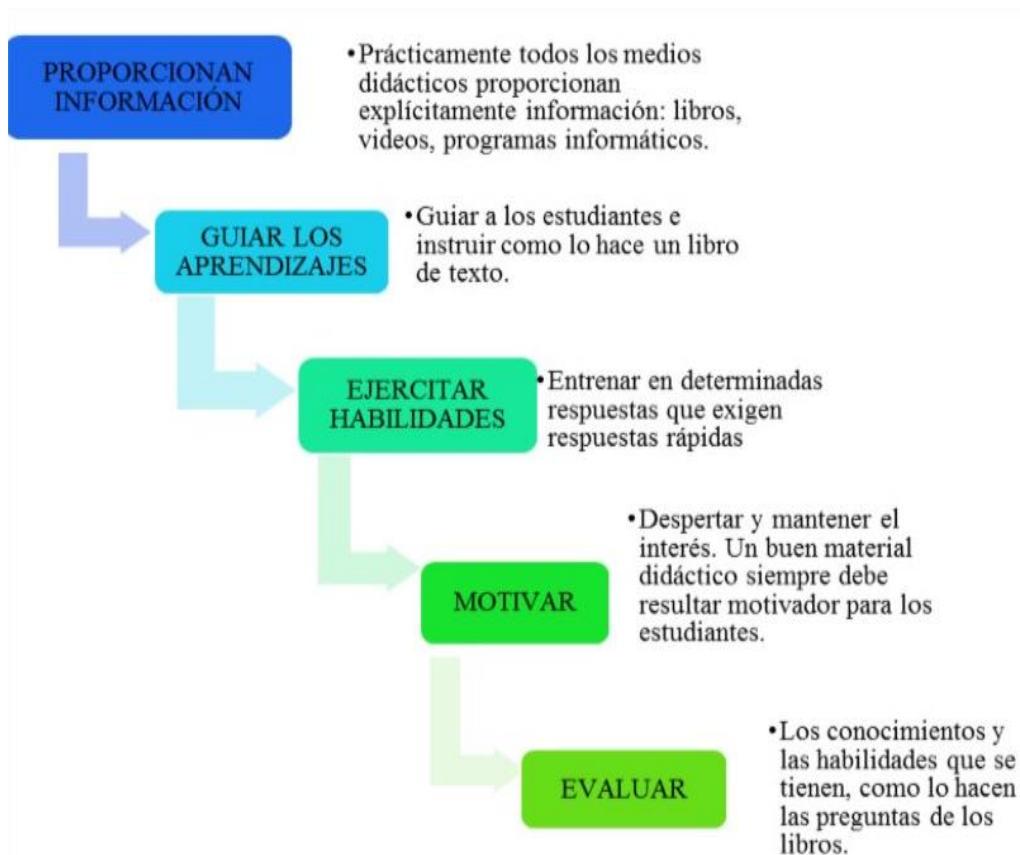 PROPORCIONAN
INFORMACIÓN
•Prácticamente todos los medios
didácticos proporcionan
explícitamente información: libros,
videos, programas informáticos.
GUIAR LOS
APRENDIZAJES
•Guiar a los estudiantes e
instruir como lo hace un libro
de texto.
EJERCITAR
HABILIDADES
•Entrenar en determinadas
respuestas que exigen
respuestas rápidas
MOTIVAR
•Despertar y mantener el
interés. Un buen material
didáctico siempre debe
resultar motivador para los
estudiantes.
EVALUAR
•Los conocimientos y
las habilidades que se
tienen, como lo hacen
las preguntas de los
libros.